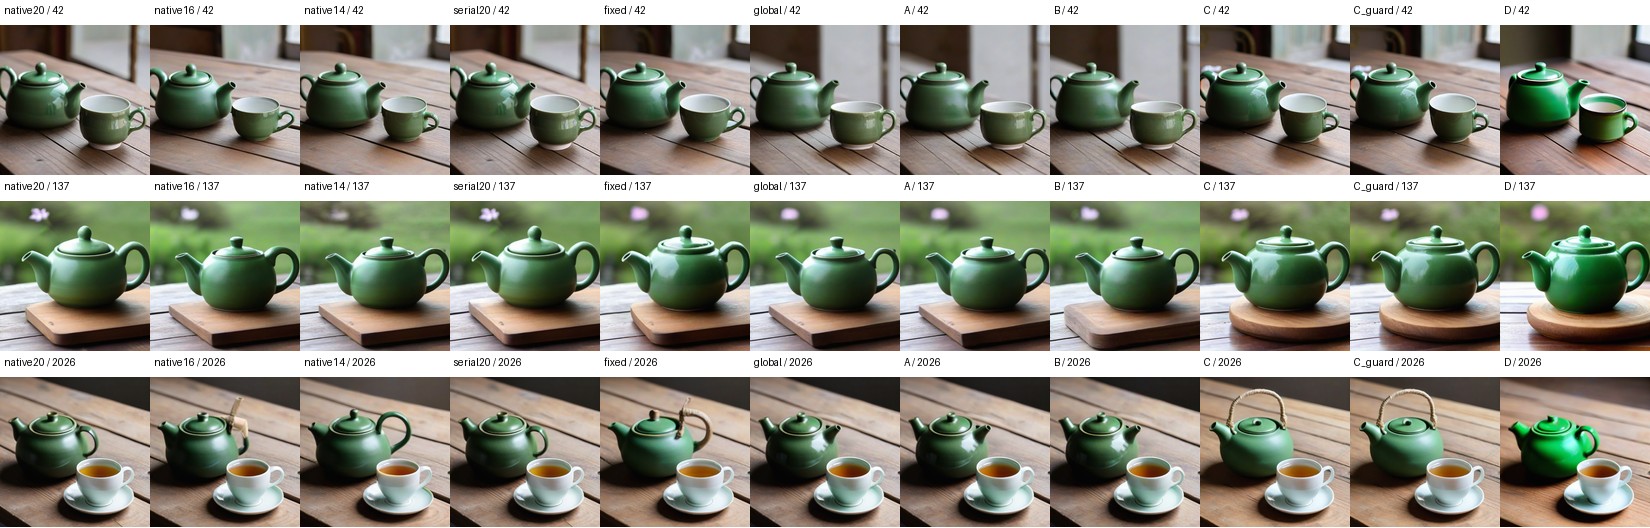 native20 / 42 native16 / 42 native14 / 42 serial20 / 42 fixed / 42 global / 42 A / 42 B / 42 C / 42 C_guard / 42 D / 42
native20 / 137 native16 / 137 native14 / 137 serial20 / 137 fixed / 137 global / 137 A / 137 B / 137 C / 137 C_guard / 137 D / 137
native20 / 2026 native16 / 2026 native14 / 2026 serial20 / 2026 fixed / 2026 global / 2026 A / 2026 B / 2026 C / 2026 C_guard / 2026 D / 2026